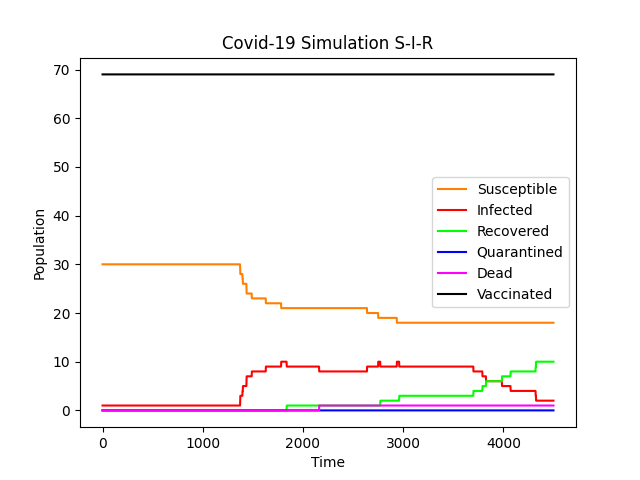 Covid-19 Simulation S-I-R
70
60
50
40
30
20
10
0
Population
Susceptible
Infected
Recovered
Quarantined
Dead
Vaccinated
0 1000 2000 3000 4000
Time